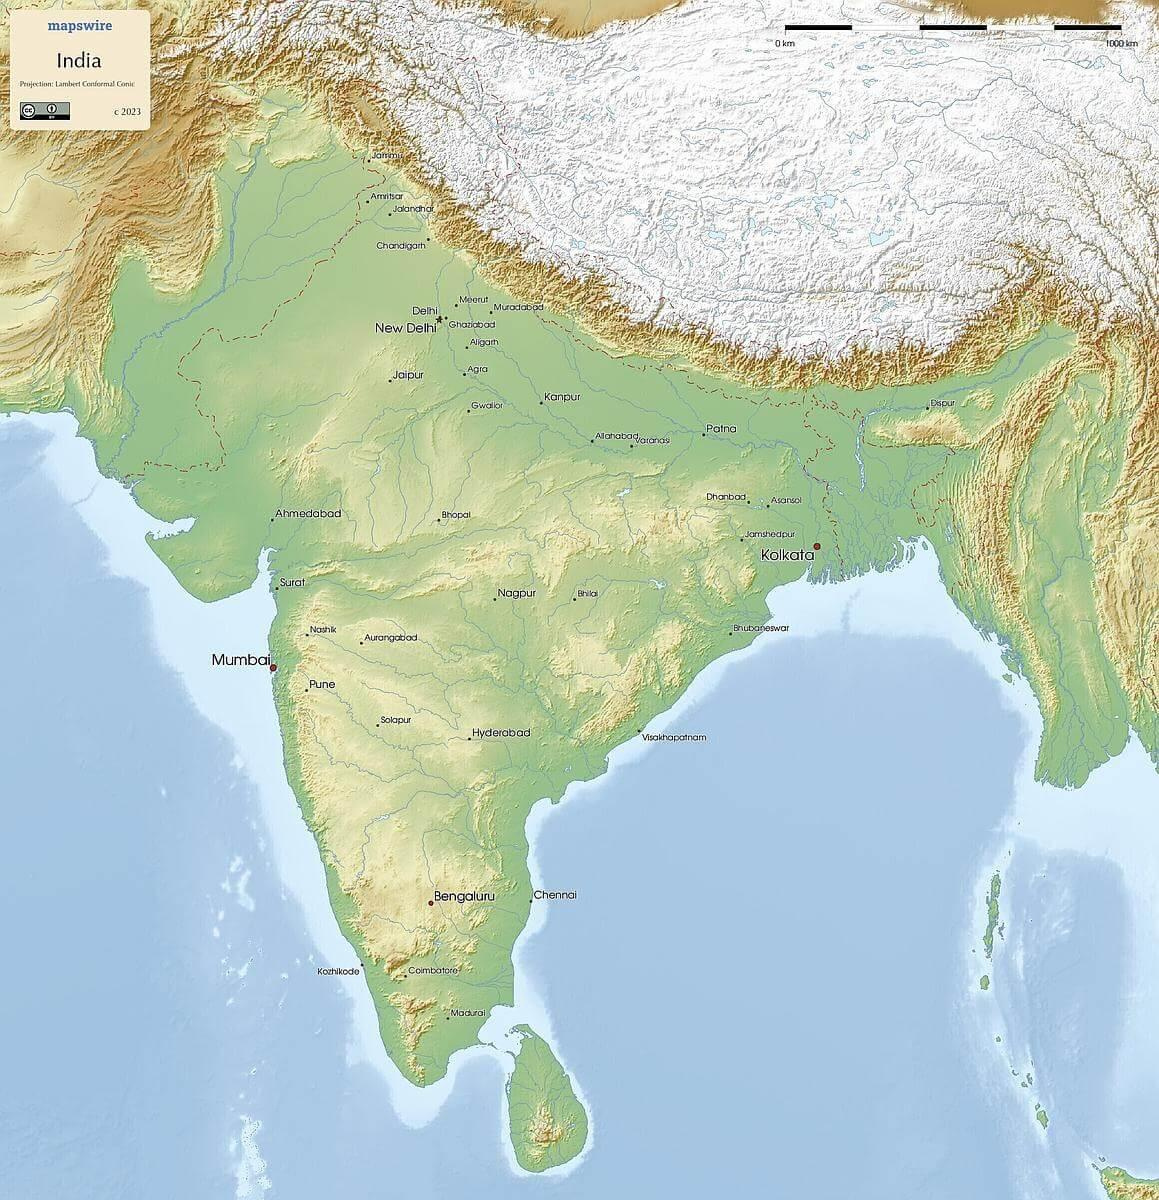 mapswire
India
Projection: Lambert Conformal Conic
cc
BY
c 2023
0 km
1000 km
Jammu
Amritsar
Jalandhar
Chandigarh
Meerut
Muradabad
Delhi
New Delhi
Ghaziabad
Aligarh
Agra
Jaipur
Gwalior
Kanpur
Dispur
Allahabad
Varanasi
Patna
Dhanbad
Asansol
Ahmedabad
Bhopal
Jamshedpur
Kolkata
Surat
Nagpur
Bhilai
Nashik
Aurangabad
Bhubaneswar
Mumbai
Pune
Solapur
Hyderabad
Visakhapatnam
Bengaluru
Chennai
Kozhikode
Coimbatore
Madurai